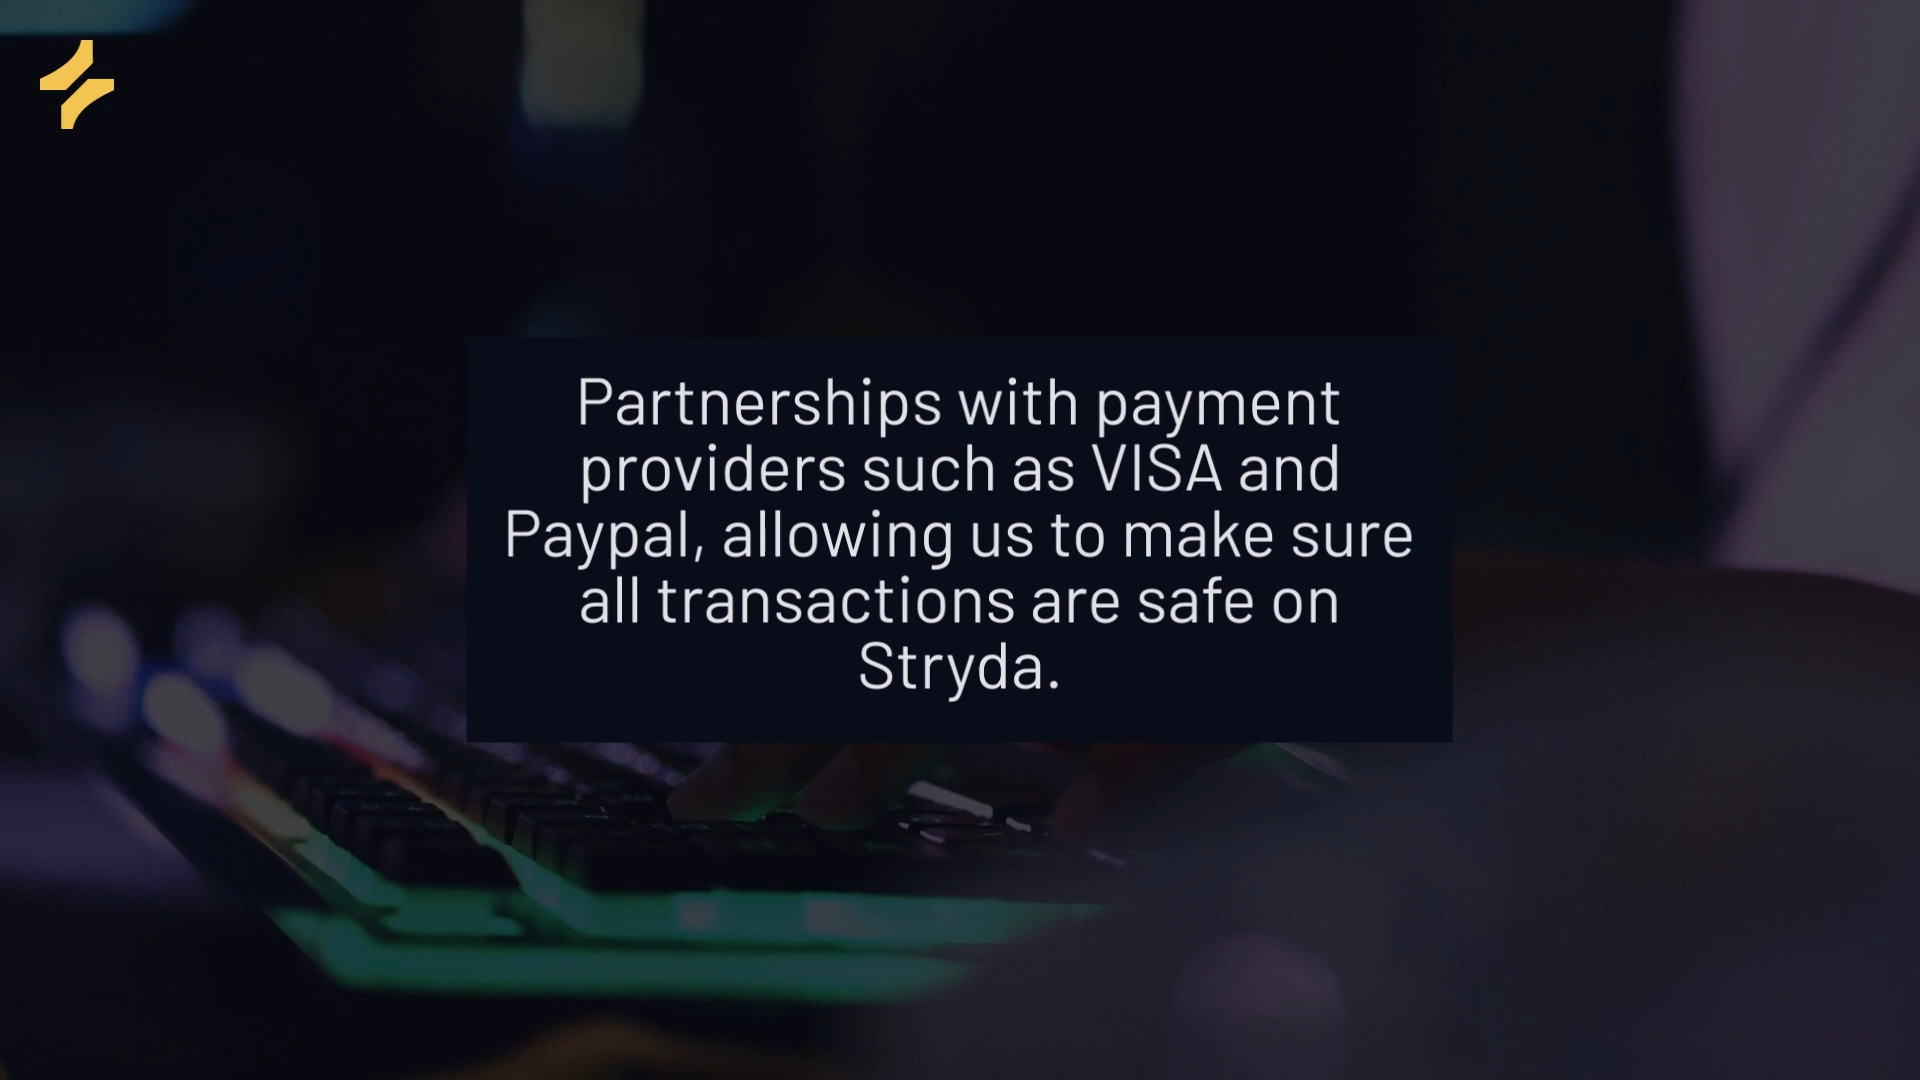 Partnerships with payment
providers such as VISA and
Paypal, allowing us to make sure
all transactions are safe on
Stryda.